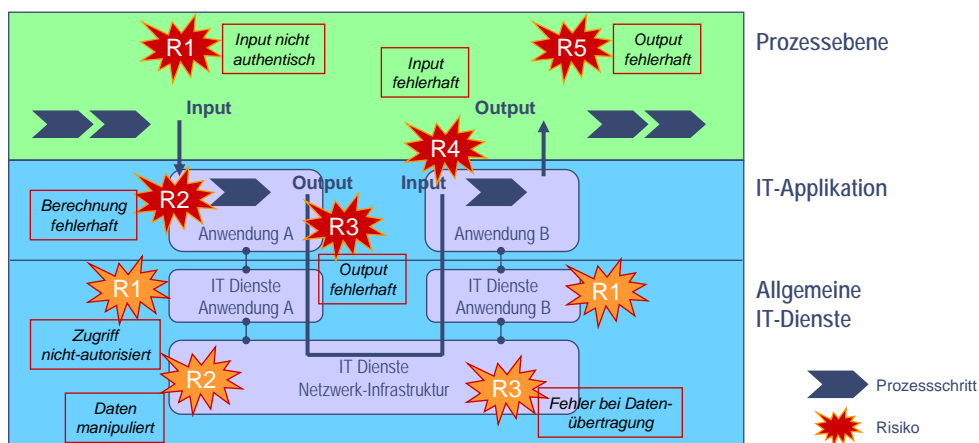 R1
Input nicht
authentisch
Input
fehlerhaft
R5
Output
fehlerhaft
Prozessebene
Input
Output
R4
R2
Berechnung
fehlerhaft
Output
Input
Anwendung A
R3
Anwendung B
IT-Applikation
Output
fehlerhaft
R1
IT Dienste
Anwendung A
IT Dienste
Anwendung B
R1
Allgemeine
IT-Dienste
Zugriff
nicht-autorisiert
R2
IT Dienste
Netzwerk-Infrastruktur
R3
Daten
manipuliert
Fehler bei Daten-
übertragung
Prozessschritt
Risiko